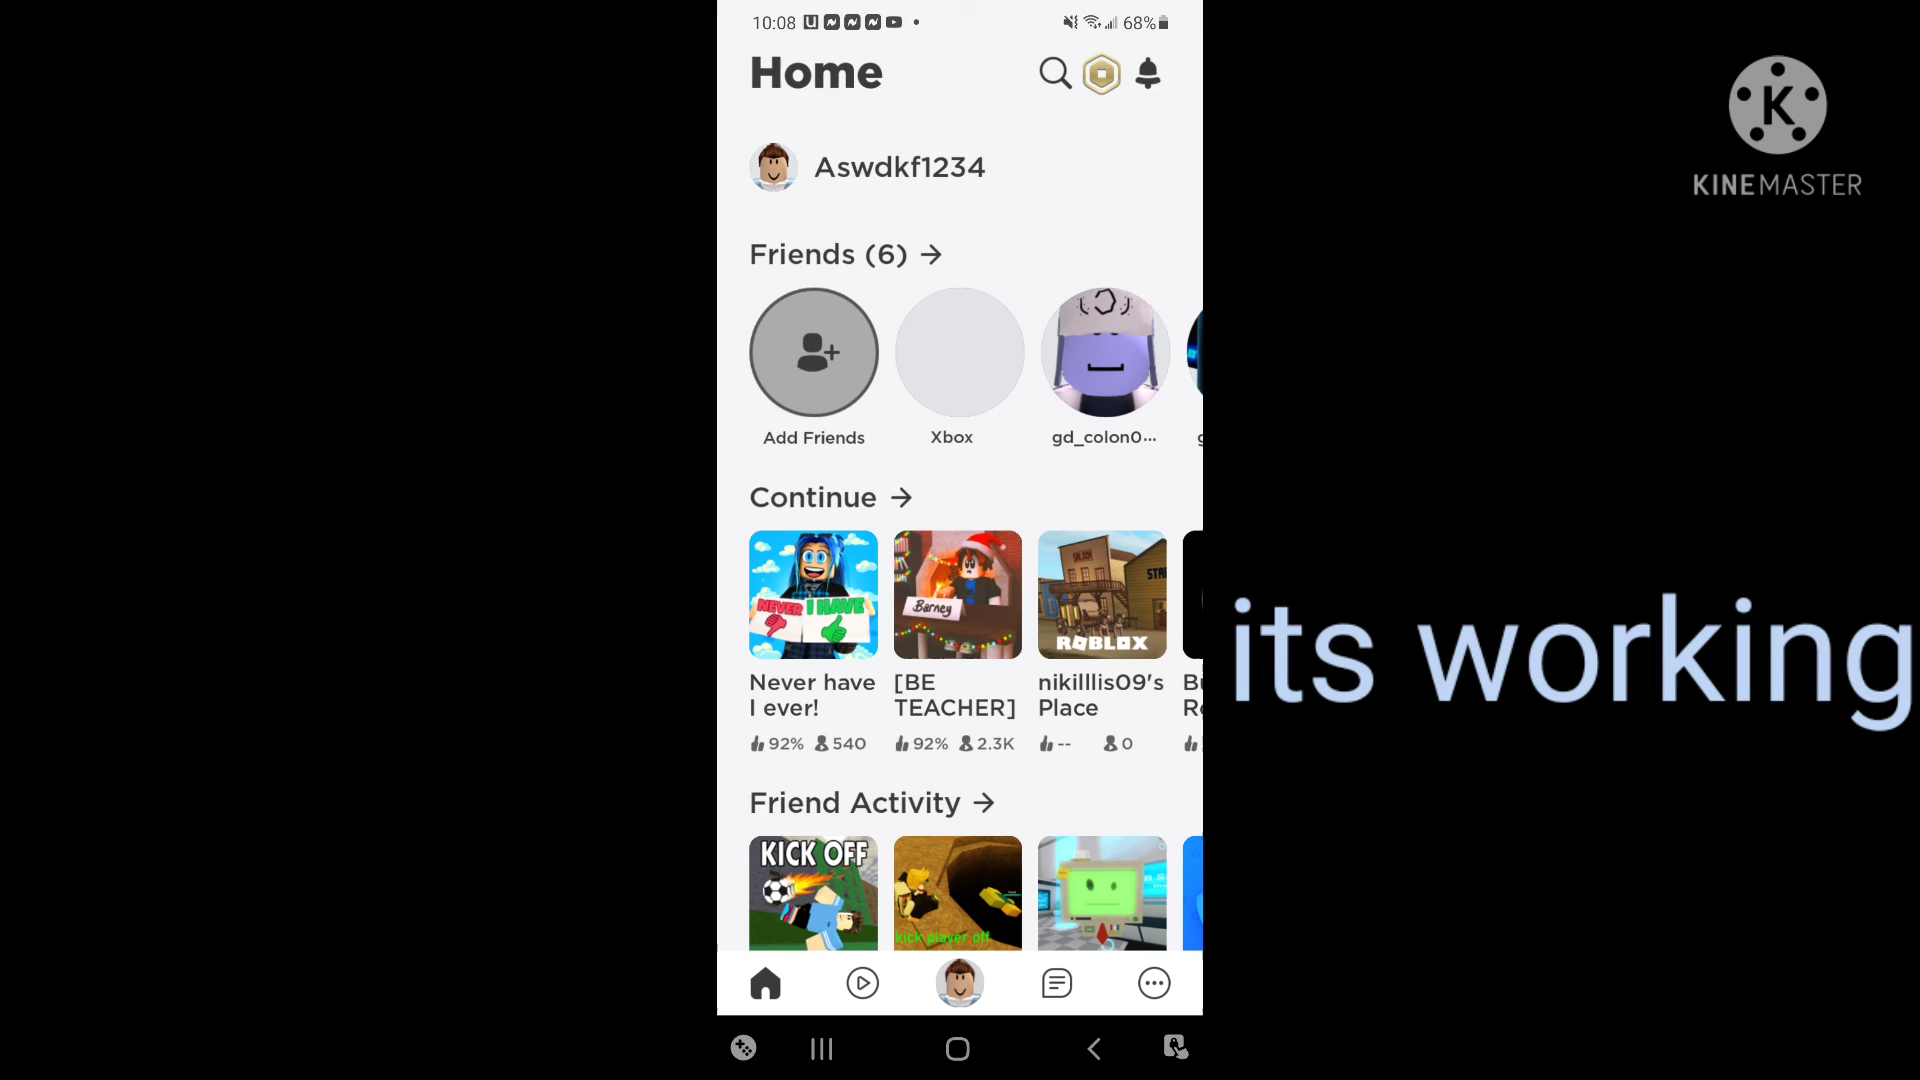 10:08
68%
Home
Aswdkf1234
Friends (6)
Add Friends
Xbox
gd_colon0...
Continue
NEVER I HAVE
Barney
ROBLOX
Never have
I ever!
[BE
TEACHER]
nikilllis09's
Place
92% 540
92% 2.3K
-- 0
Friend Activity
KICK OFF
kick player off
K
KINEMASTER
its working